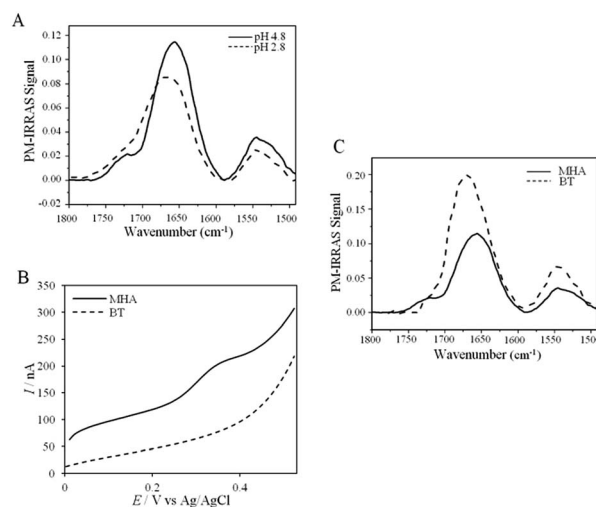 A
pH 4.8
pH 2.8
PM-IRRAS Signal
0.12
0.10
0.08
0.06
0.04
0.02
0.00
-0.02
1800 1750 1700 1650 1600 1550 1500
Wavenumber (cm⁻¹)
B
MHA
BT
I / nA
350
300
250
200
150
100
50
0
0 0.2 0.4
E / V vs Ag/AgCl
C
MHA
BT
PM-IRRAS Signal
0.20
0.15
0.10
0.05
0.00
1800 1750 1700 1650 1600 1550 1500
Wavenumber (cm⁻¹)